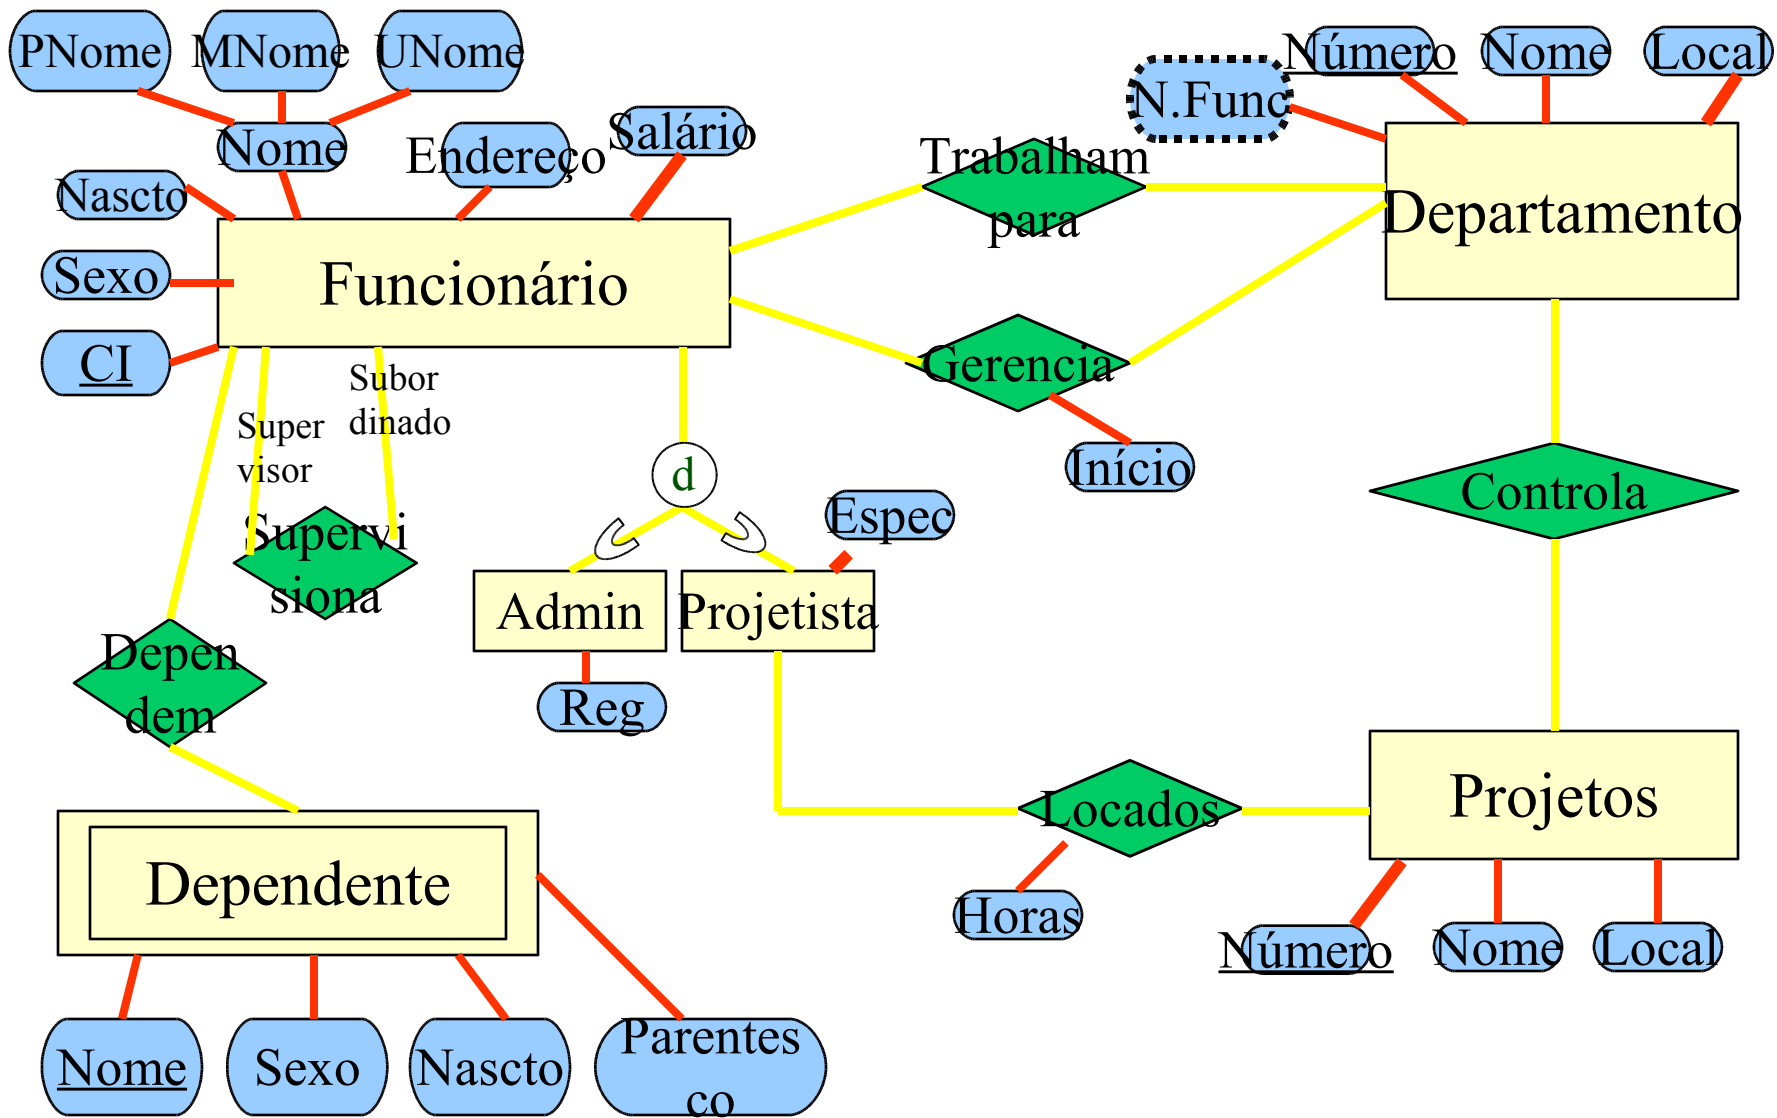 PNome
MNome
UNome
Número
Nome
Local
N.Func
Nome
Endereço
Salário
Trabalham
para
Nascto
Departamento
Sexo
Funcionário
CI
Gerencia
Subor
dinado
Super
visor
Início
d
Controla
Espec
Supervi
siona
Admin
Projetista
Depen
dem
Reg
Projetos
Locados
Dependente
Horas
Número
Nome
Local
Nome
Sexo
Nascto
Parentes
co